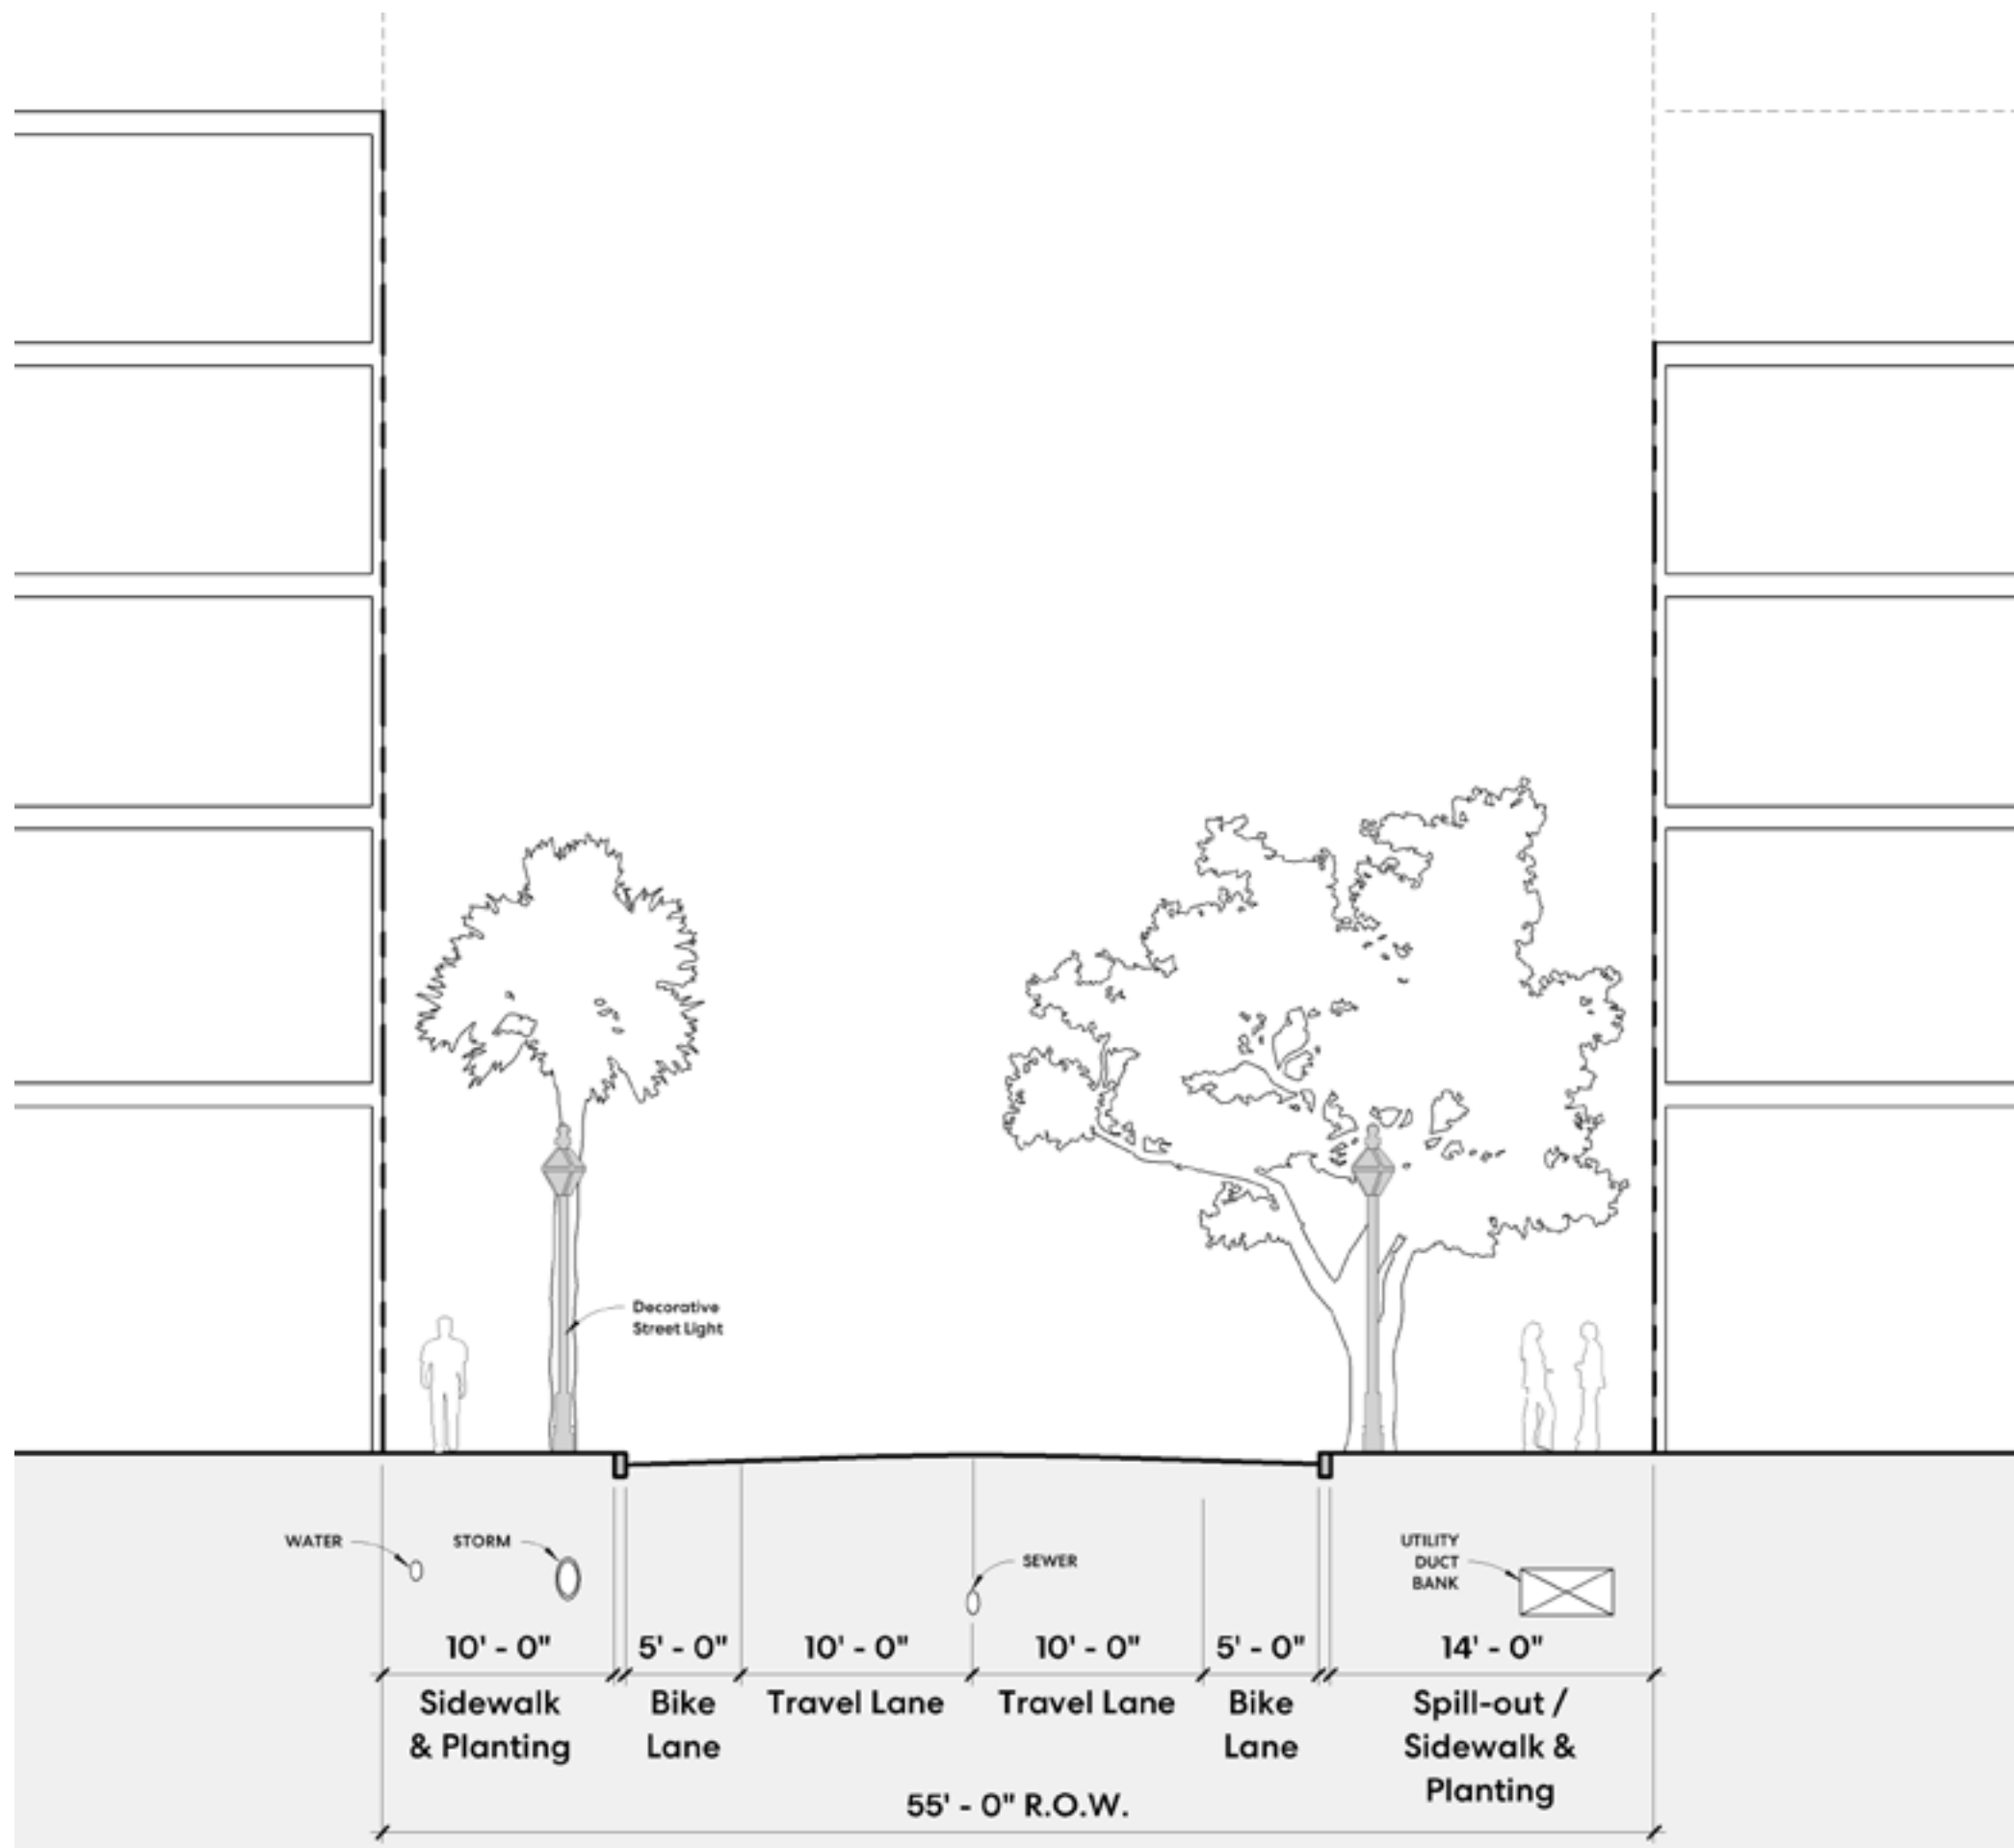 Decorative
Street Light
WATER
STORM
SEWER
UTILITY
DUCT
BANK
10' - 0"
5' - 0"
10' - 0"
10' - 0"
5' - 0"
14' - 0"
Sidewalk
& Planting
Bike
Lane
Travel Lane
Travel Lane
Bike
Lane
Spill-out /
Sidewalk &
Planting
55' - 0" R.O.W.